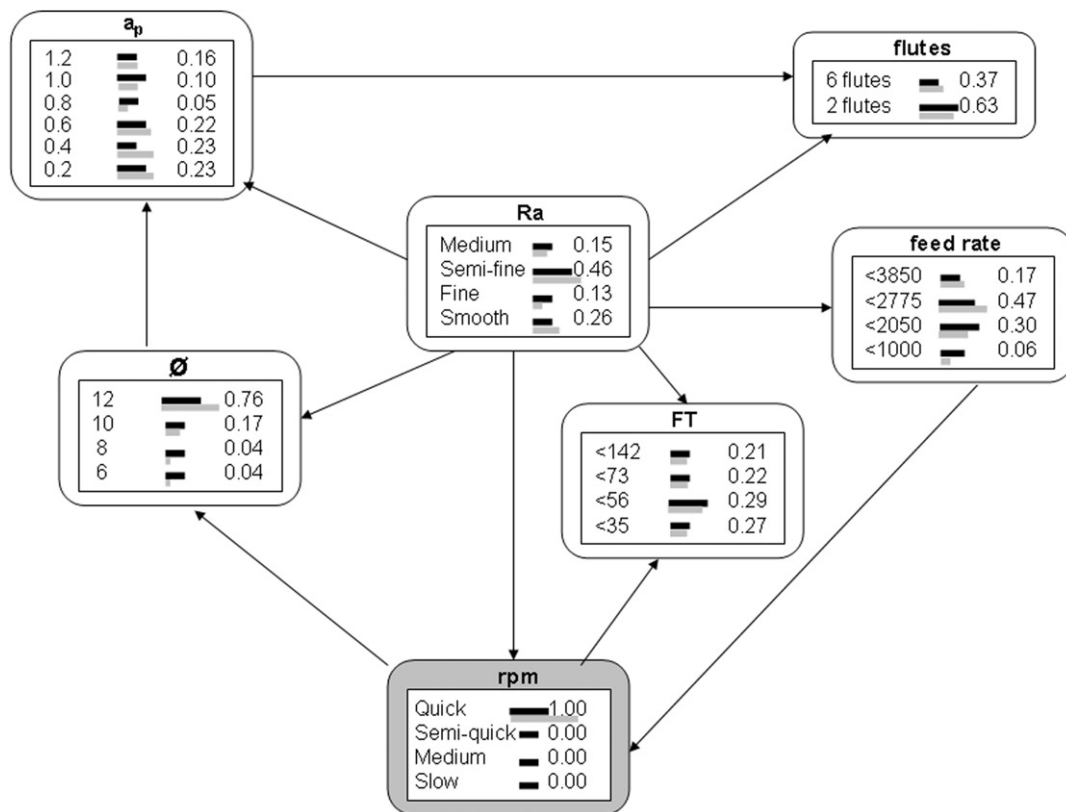 aₚ
1.2 0.16
1.0 0.10
0.8 0.05
0.6 0.22
0.4 0.23
0.2 0.23
flutes
6 flutes 0.37
2 flutes 0.63
Ra
Medium 0.15
Semi-fine 0.46
Fine 0.13
Smooth 0.26
feed rate
<3850 0.17
<2775 0.47
<2050 0.30
<1000 0.06
Ø
12 0.76
10 0.17
8 0.04
6 0.04
FT
<142 0.21
<73 0.22
<56 0.29
<35 0.27
rpm
Quick 1.00
Semi-quick 0.00
Medium 0.00
Slow 0.00